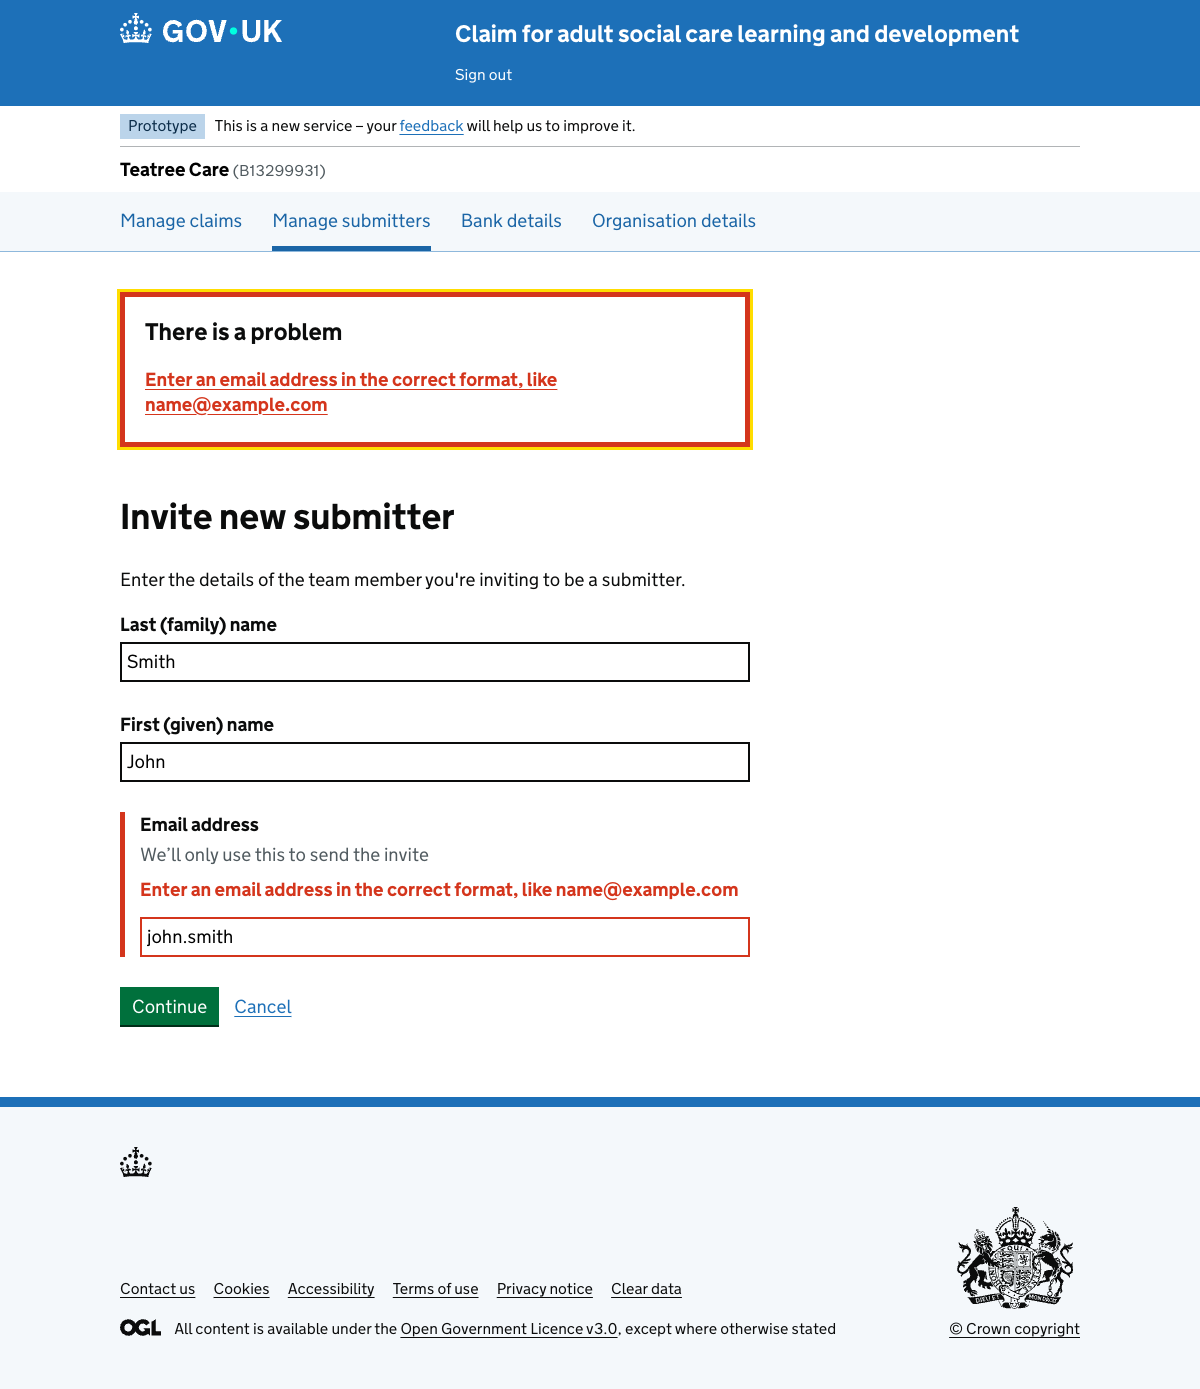 GOV·UK
Claim for adult social care learning and development
Sign out
Prototype This is a new service – your feedback will help us to improve it.
Teatree Care (B13299931)
Manage claims Manage submitters Bank details Organisation details
There is a problem
Enter an email address in the correct format, like
name@example.com
Invite new submitter
Enter the details of the team member you're inviting to be a submitter.
Last (family) name
Smith
First (given) name
John
Email address
We’ll only use this to send the invite
Enter an email address in the correct format, like name@example.com
john.smith
Continue Cancel
Contact us Cookies Accessibility Terms of use Privacy notice Clear data
OGL All content is available under the Open Government Licence v3.0, except where otherwise stated
© Crown copyright